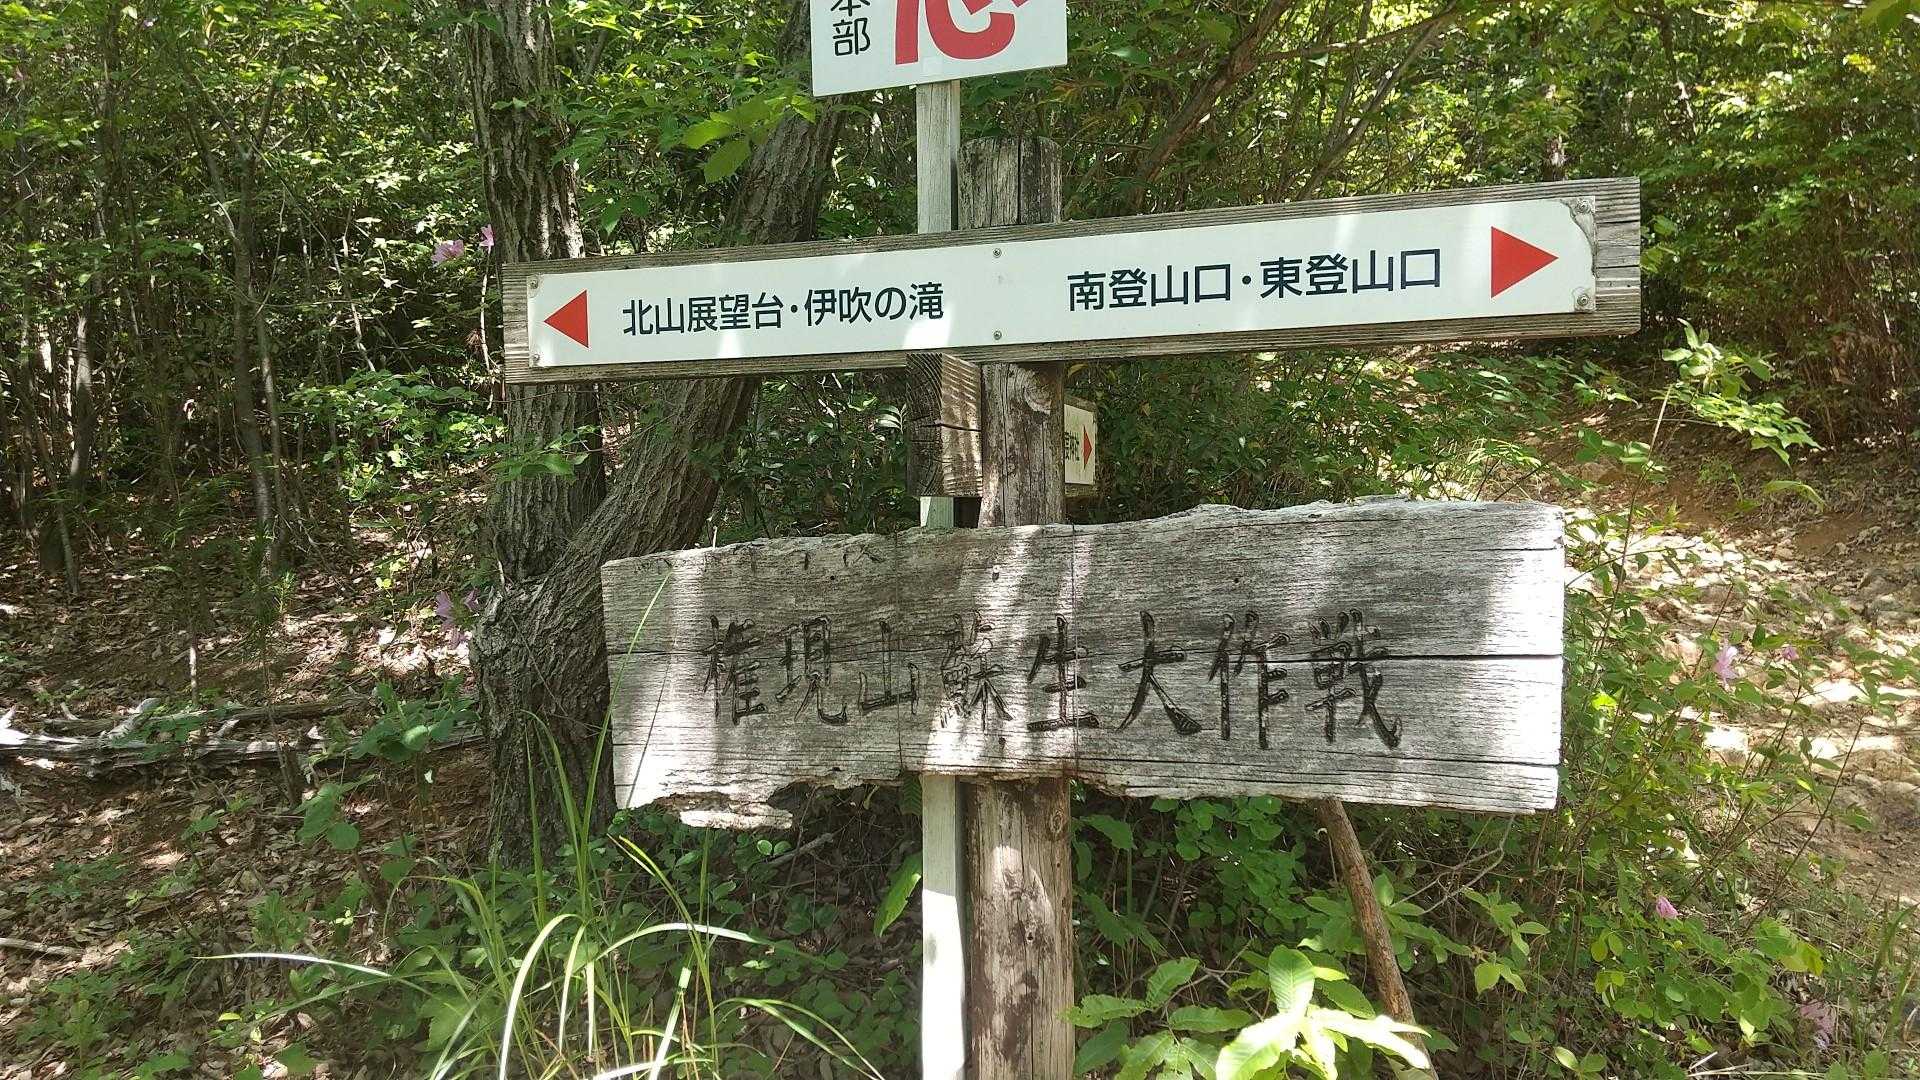 本部
北山展望台・伊吹の滝
南登山口・東登山口
権現山蘇生大作戦